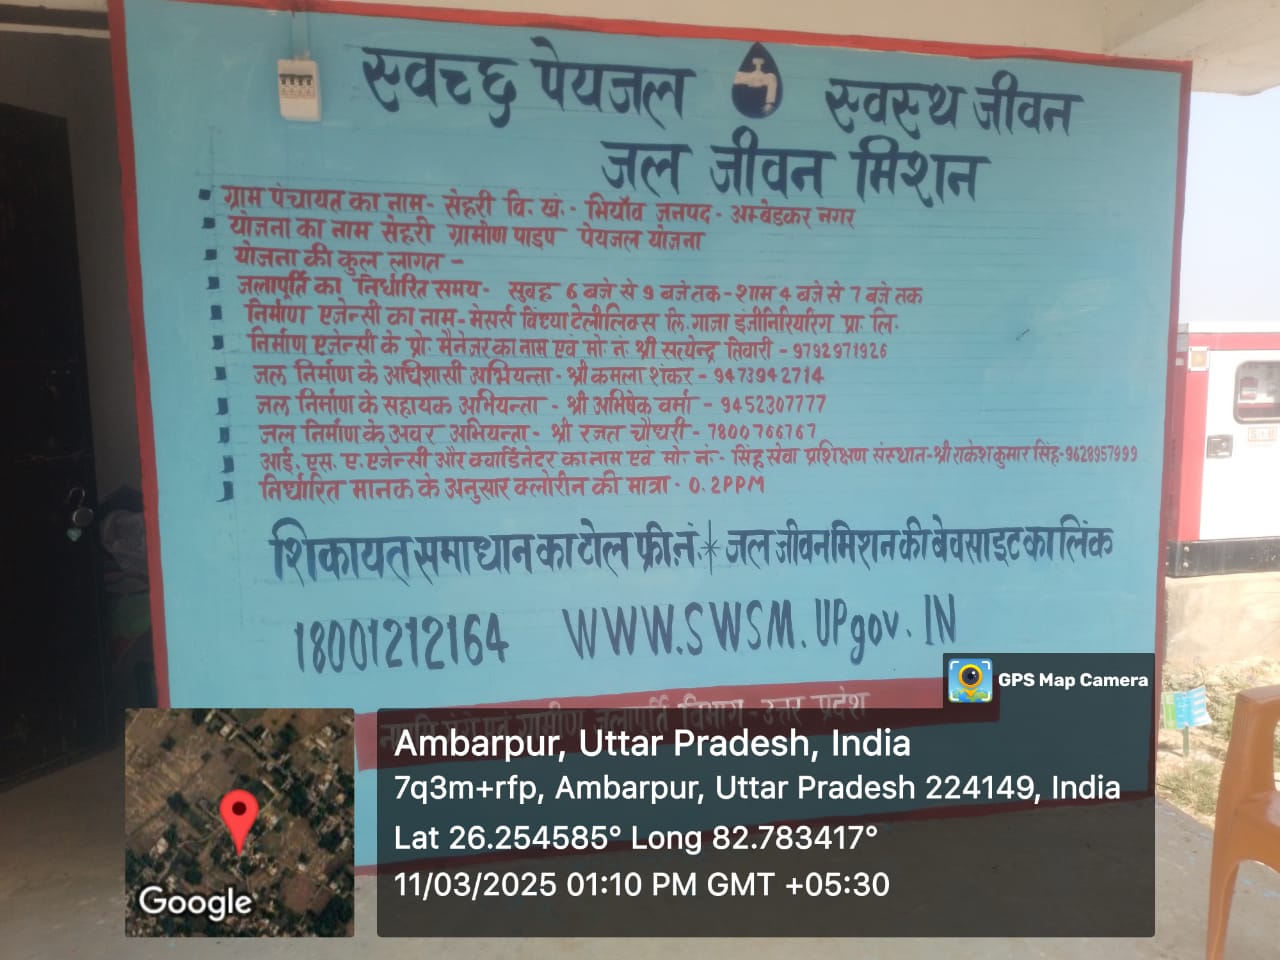 स्वच्छ पेयजल स्वस्थ जीवन
जल जीवन मिशन
ग्राम पंचायत का नाम- सेहरी वि. खं.- भियाँव जनपद- अम्बेडकर नगर
योजना का नाम सेहरी ग्रामीण पाइप पेयजल योजना
योजना की कुल लागत -
जलापूर्ति का निर्धारित समय- सुबह 6 बजे से 9 बजे तक - शाम 4 बजे से 7 बजे तक
निर्माण एजेन्सी का नाम- मेसर्स विंध्या टेलीलिंक्स लि. गाजा इंजीनिरियरिंग प्रा. लि.
निर्माण एजेन्सी के प्रो. मैनेजर का नाम एवं मो. नं. श्री सत्येन्द्र तिवारी - 9792971926
जल निर्माण के अधिशासी अभियन्ता- श्री कमला शंकर - 9473942714
जल निर्माण के सहायक अभियन्ता - श्री अभिषेक वर्मा - 9452307777
जल निर्माण के अवर अभियन्ता- श्री रजत चौधरी- 7800766767
आई. एस. ए. एजेन्सी और क्वार्डिनेटर का नाम एवं मो. नं.- सिंह सेवा प्रशिक्षण संस्थान-श्री राकेश कुमार सिंह-9628957999
निर्धारित मानक के अनुसार क्लोरीन की मात्रा- 0.2PPM
शिकायत समाधान का टोल फ्री.नं. * जल जीवन मिशन की बेवसाइट का लिंक
18001212164 WWW.SWSM.UPgov.IN
ग्रामीण जलापूर्ति विभाग-उत्तर प्रदेश
GPS Map Camera
Ambarpur, Uttar Pradesh, India
7q3m+rfp, Ambarpur, Uttar Pradesh 224149, India
Lat 26.254585° Long 82.783417°
11/03/2025 01:10 PM GMT +05:30
Google